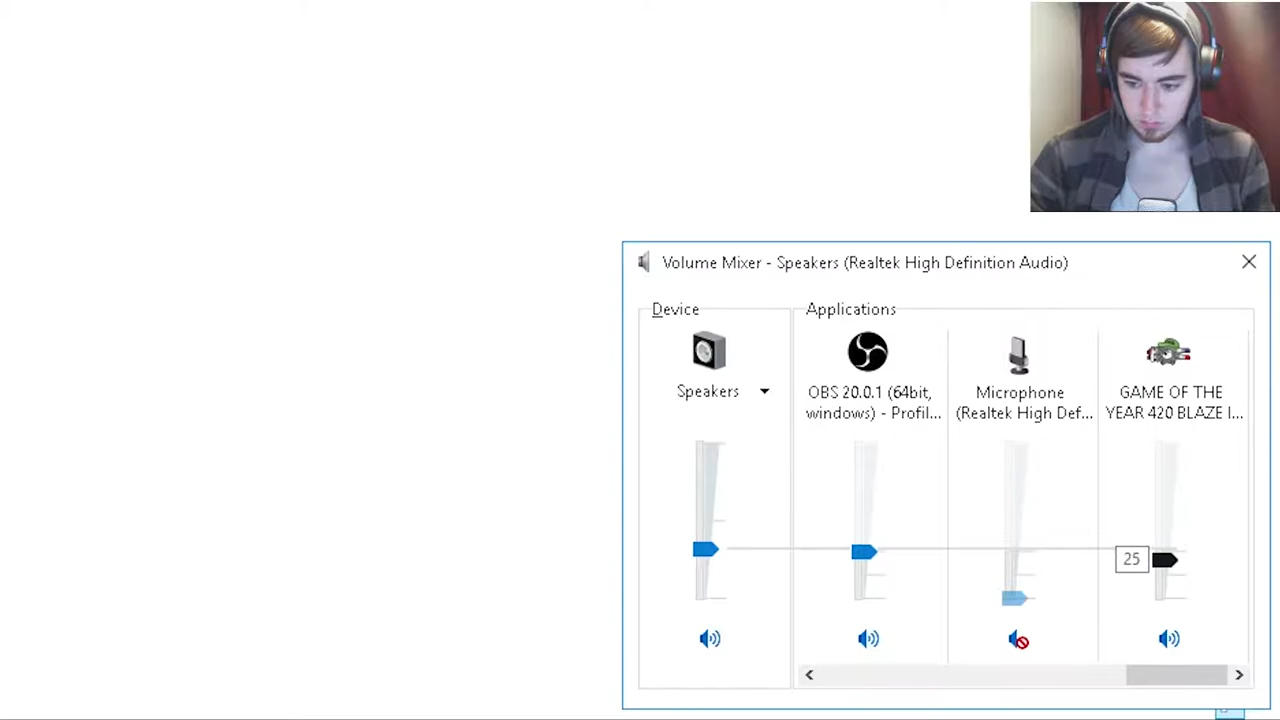 Volume Mixer - Speakers (Realtek High Definition Audio)
Device
Applications
Speakers
OBS 20.0.1 (64bit,
windows) - Profil...
Microphone
(Realtek High Def...
GAME OF THE
YEAR 420 BLAZE I...
25